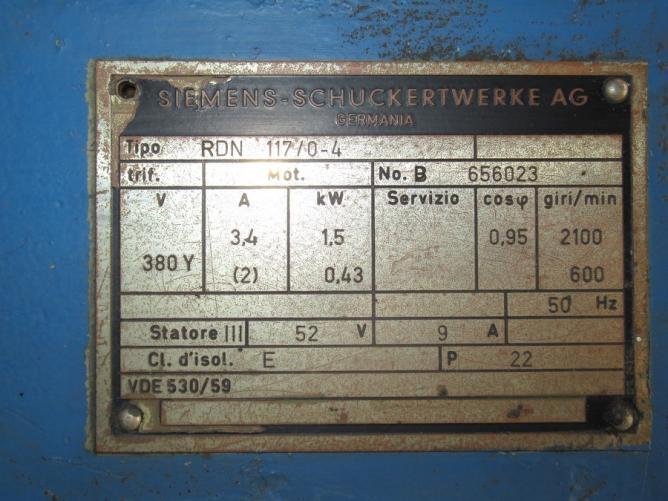 SIEMENS-SCHUCKERTWERKE AG
GERMANIA
Tipo RDN 117/0-4
trif. Mot. No. B 656023
V A kW Servizio cosφ giri/min
3,4 1,5 0,95 2100
380 Y (2) 0,43 600
50 Hz
Statore III 52 V 9 A
Cl. d'isol. E P 22
VDE 530/59